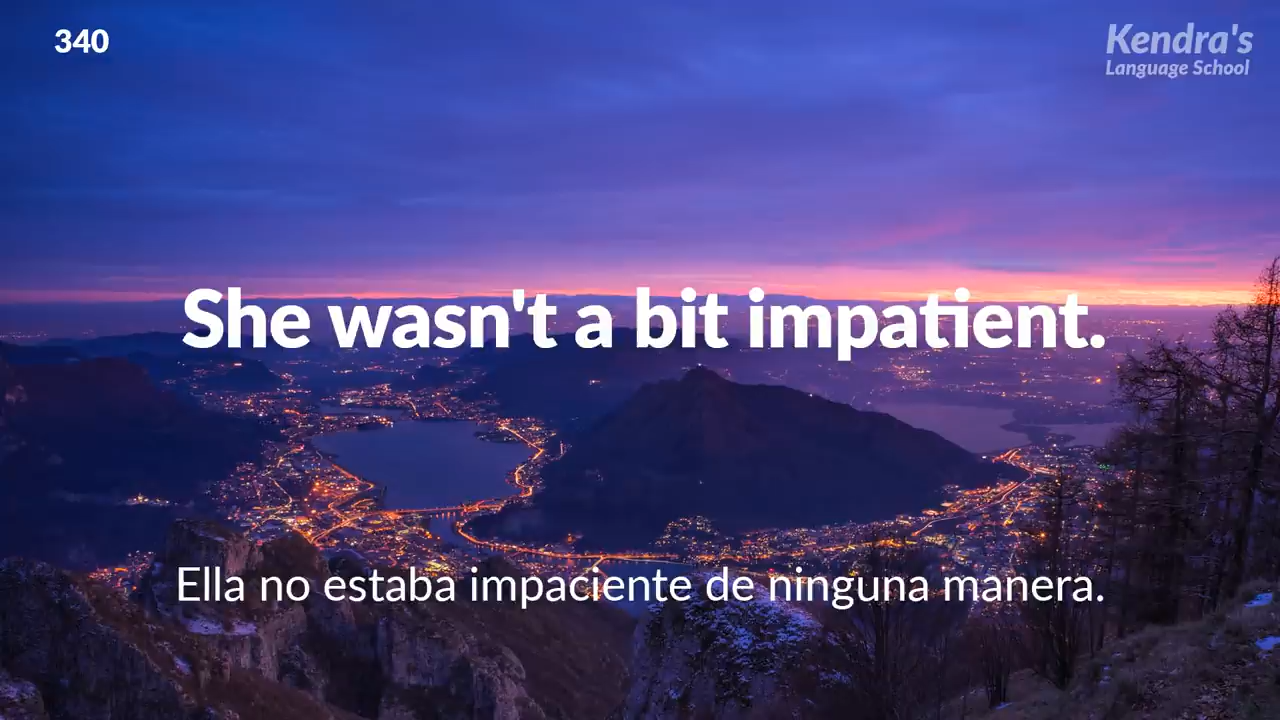 340
Kendra's
Language School
She wasn't a bit impatient.
Ella no estaba impaciente de ninguna manera.